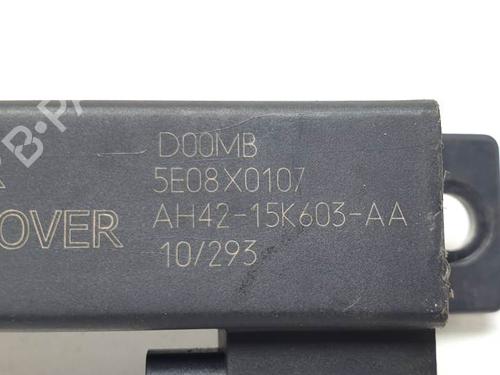 D00MB
5E08X0107
OVER
AH42-15K603-AA
10/293